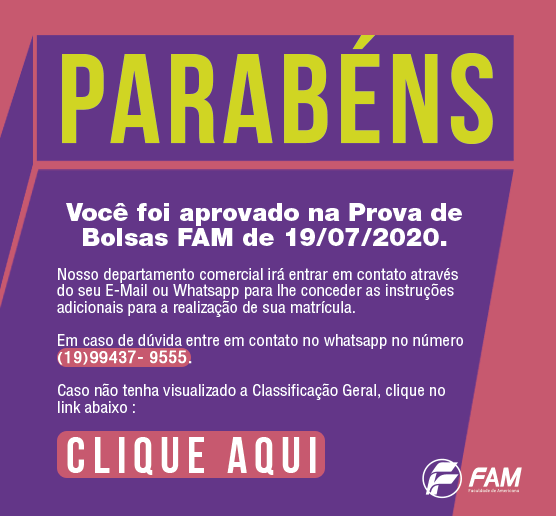 PARABÉNS
Você foi aprovado na Prova de
Bolsas FAM de 19/07/2020.
Nosso departamento comercial irá entrar em contato através
do seu E-Mail ou Whatsapp para lhe conceder as instruções
adicionais para a realização de sua matrícula.
Em caso de dúvida entre em contato no whatsapp no número
(19)99437- 9555.
Caso não tenha visualizado a Classificação Geral, clique no
link abaixo :
CLIQUE AQUI
FAM
Faculdade de Americana